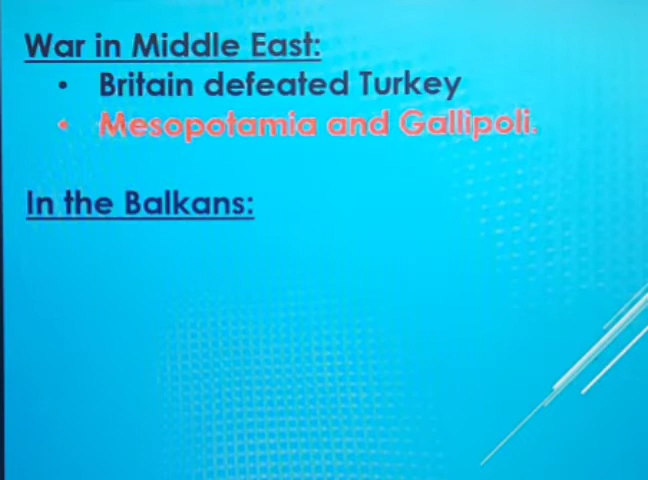 War in Middle East:
• Britain defeated Turkey
• Mesopotamia and Gallipoli.
In the Balkans: